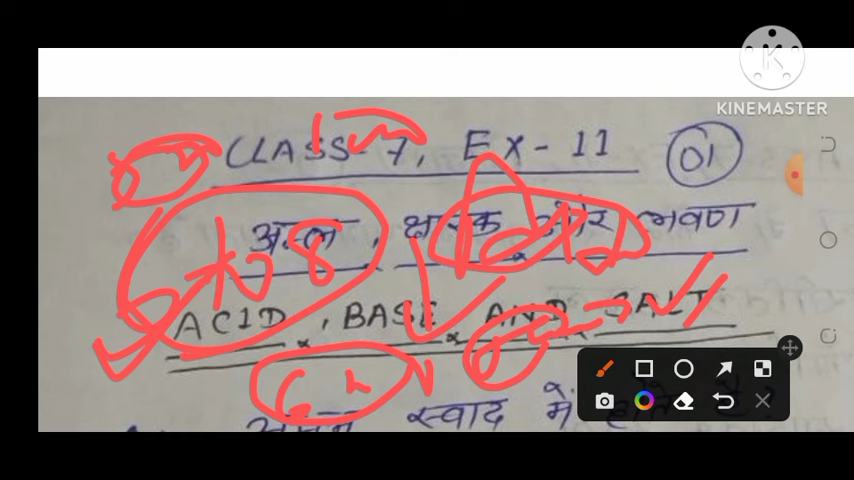 KINEMASTER
CLASS-7, EX-11 01
अम्ल, क्षारक और लवण
ACID, BASE AND SALT
स्वाद में होते है?